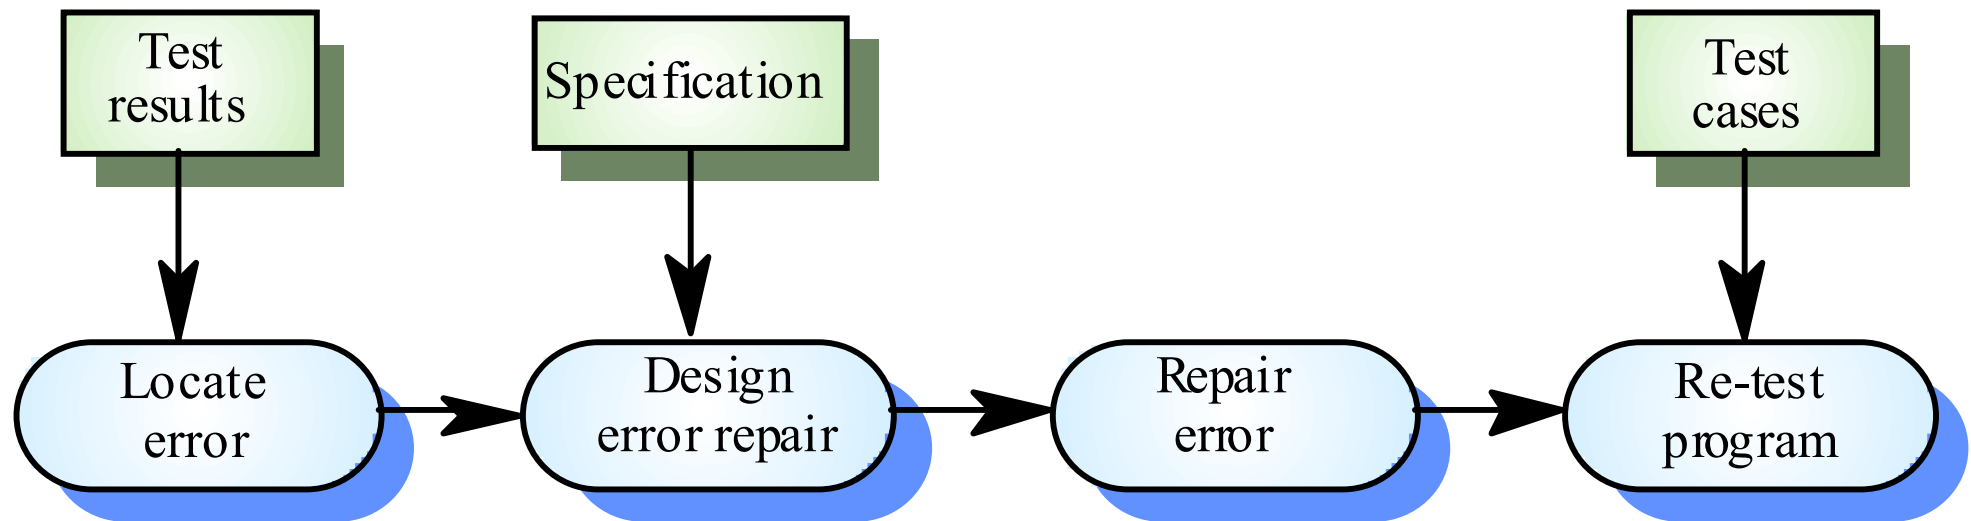 Test
results
Specification
Test
cases
Locate
error
Design
error repair
Repair
error
Re-test
program